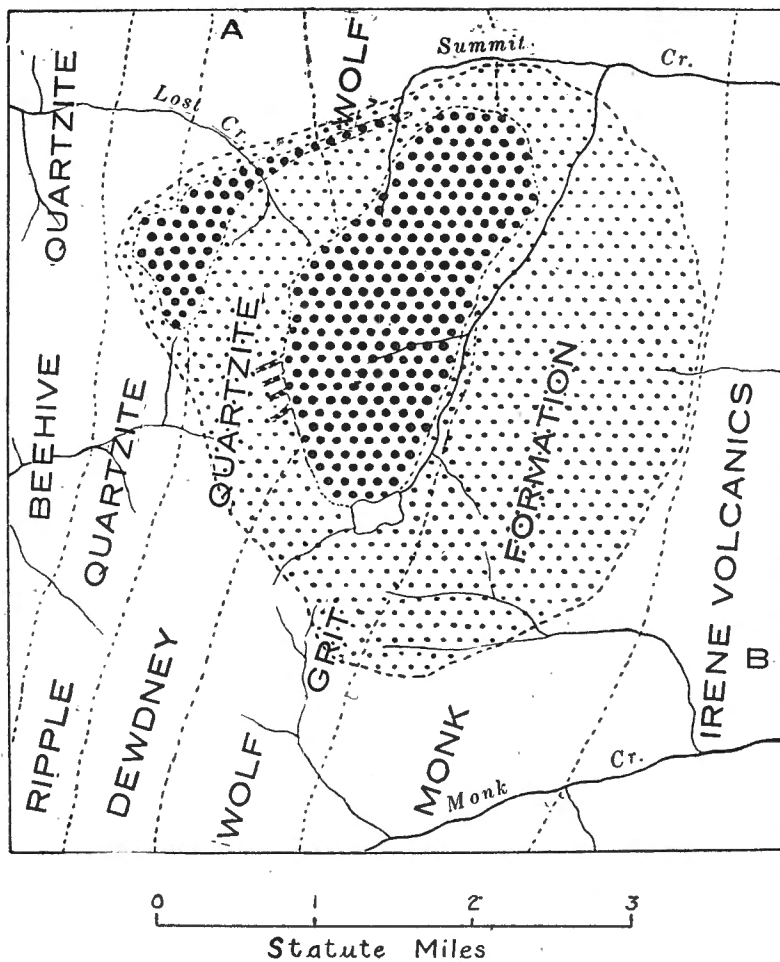 A
Summit
Cr.
WOLF
Lost
Cr.
QUARTZITE
BEEHIVE
QUARTZITE
QUARTZITE
FORMATION
IRENE VOLCANICS
B
GRIT
RIPPLE
DEWDNEY
WOLF
MONK
Monk
Cr.
0 1 2 3
Statute Miles